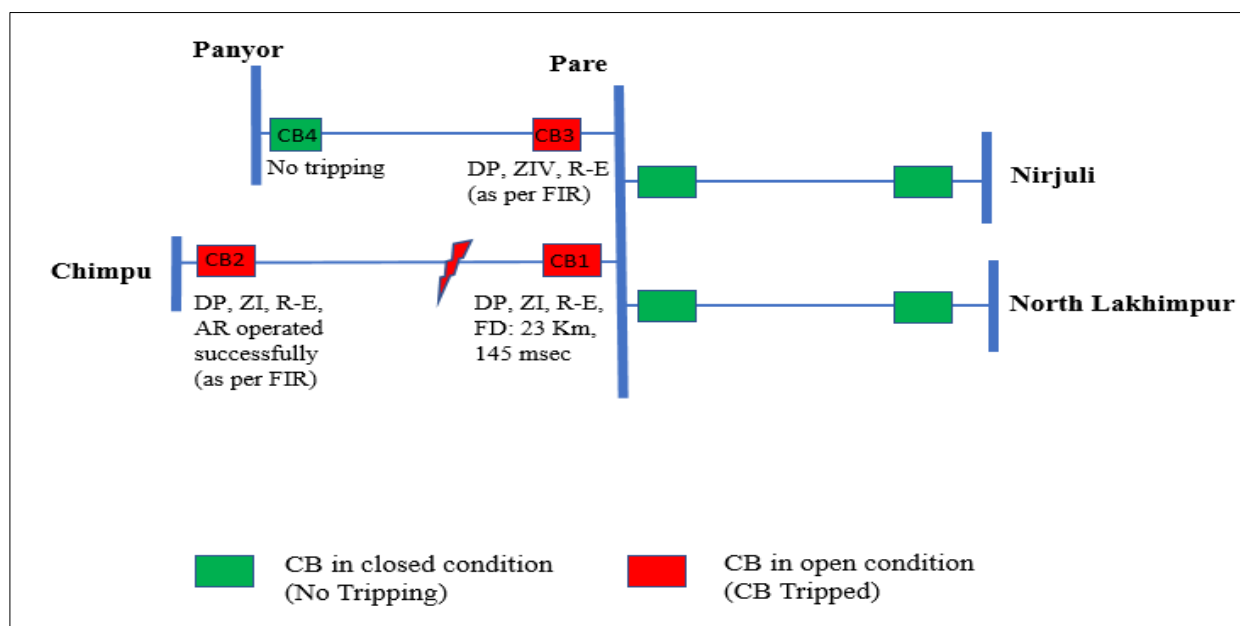 Panyor
Pare
CB4
CB3
No tripping
DP, ZIV, R-E
(as per FIR)
Nirjuli
Chimpu
CB2
CB1
DP, ZI, R-E,
AR operated
successfully
(as per FIR)
DP, ZI, R-E,
FD: 23 Km,
145 msec
North Lakhimpur
CB in closed condition
(No Tripping)
CB in open condition
(CB Tripped)